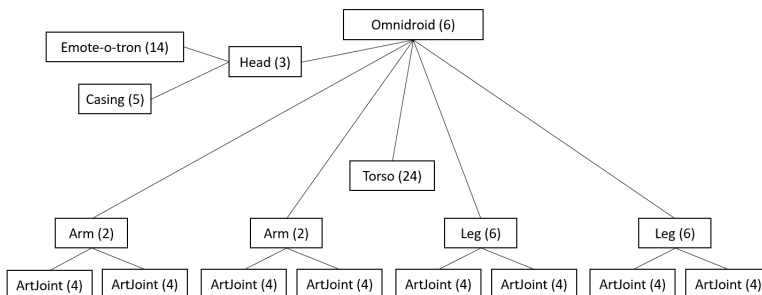 Omnidroid (6)
Emote-o-tron (14)
Head (3)
Casing (5)
Torso (24)
Arm (2)
Arm (2)
Leg (6)
Leg (6)
ArtJoint (4)
ArtJoint (4)
ArtJoint (4)
ArtJoint (4)
ArtJoint (4)
ArtJoint (4)
ArtJoint (4)
ArtJoint (4)